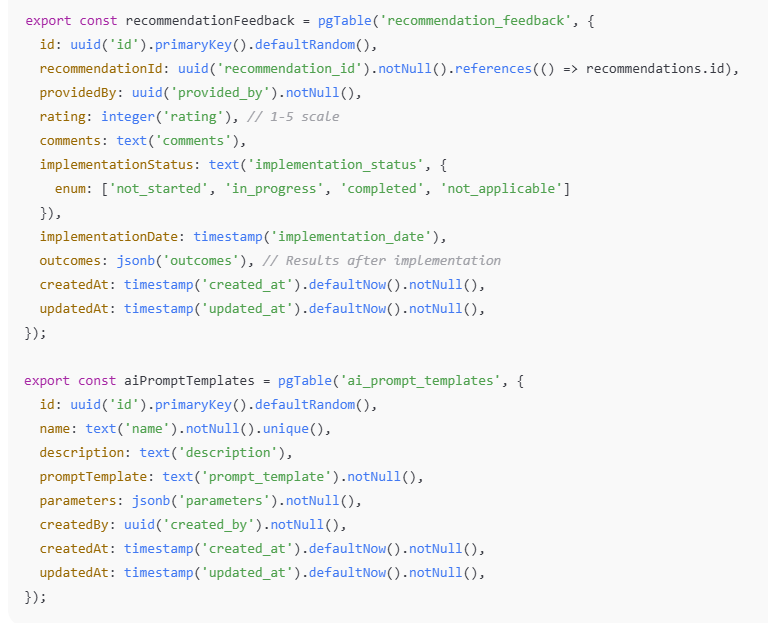 export const recommendationFeedback = pgTable('recommendation_feedback', {
  id: uuid('id').primaryKey().defaultRandom(),
  recommendationId: uuid('recommendation_id').notNull().references(() => recommendations.id),
  providedBy: uuid('provided_by').notNull(),
  rating: integer('rating'), // 1-5 scale
  comments: text('comments'),
  implementationStatus: text('implementation_status', {
    enum: ['not_started', 'in_progress', 'completed', 'not_applicable']
  }),
  implementationDate: timestamp('implementation_date'),
  outcomes: jsonb('outcomes'), // Results after implementation
  createdAt: timestamp('created_at').defaultNow().notNull(),
  updatedAt: timestamp('updated_at').defaultNow().notNull(),
});

export const aiPromptTemplates = pgTable('ai_prompt_templates', {
  id: uuid('id').primaryKey().defaultRandom(),
  name: text('name').notNull().unique(),
  description: text('description'),
  promptTemplate: text('prompt_template').notNull(),
  parameters: jsonb('parameters').notNull(),
  createdBy: uuid('created_by').notNull(),
  createdAt: timestamp('created_at').defaultNow().notNull(),
  updatedAt: timestamp('updated_at').defaultNow().notNull(),
});